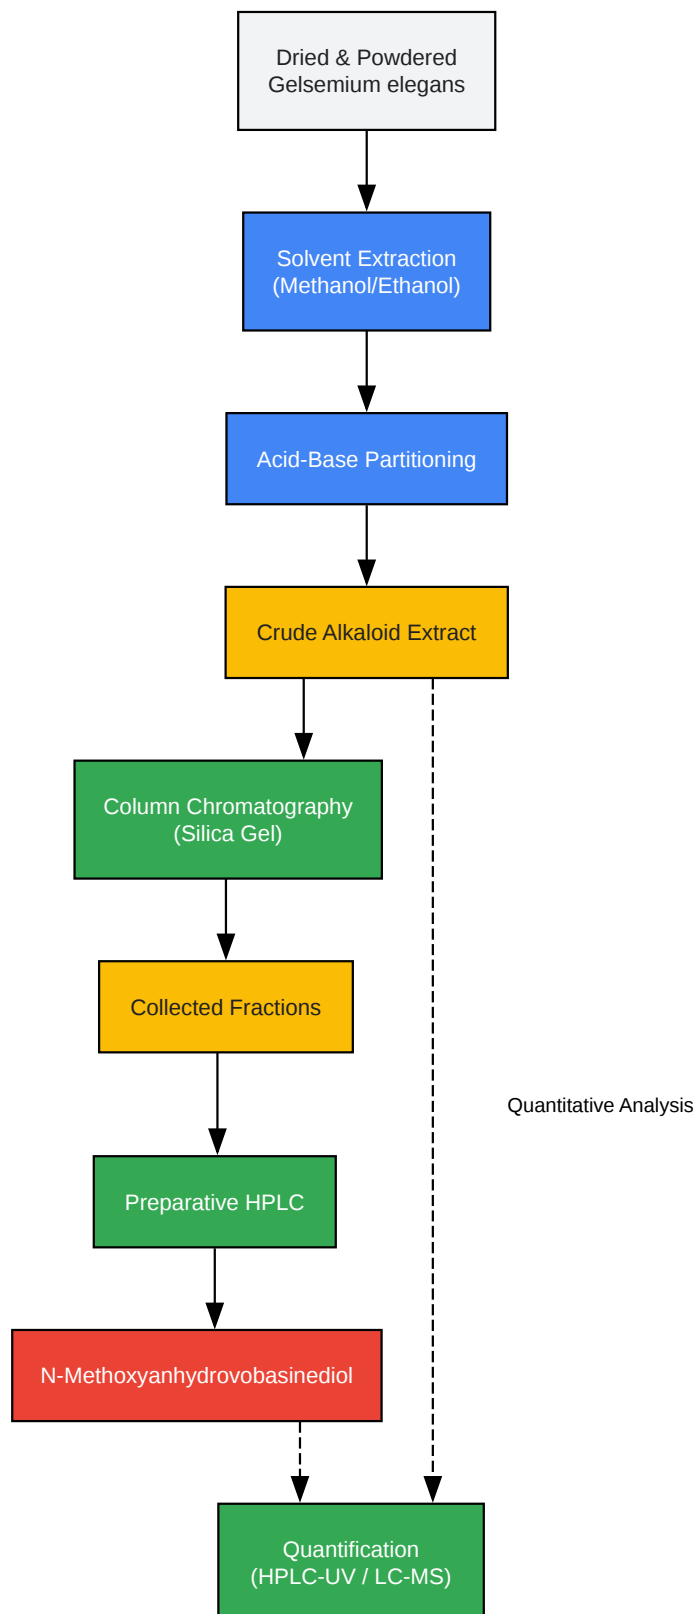 Dried & Powdered
Gelsemium elegans
Solvent Extraction
(Methanol/Ethanol)
Acid-Base Partitioning
Crude Alkaloid Extract
Column Chromatography
(Silica Gel)
Collected Fractions
Quantitative Analysis
Preparative HPLC
N-Methoxyanhydrovobasinediol
Quantification
(HPLC-UV / LC-MS)